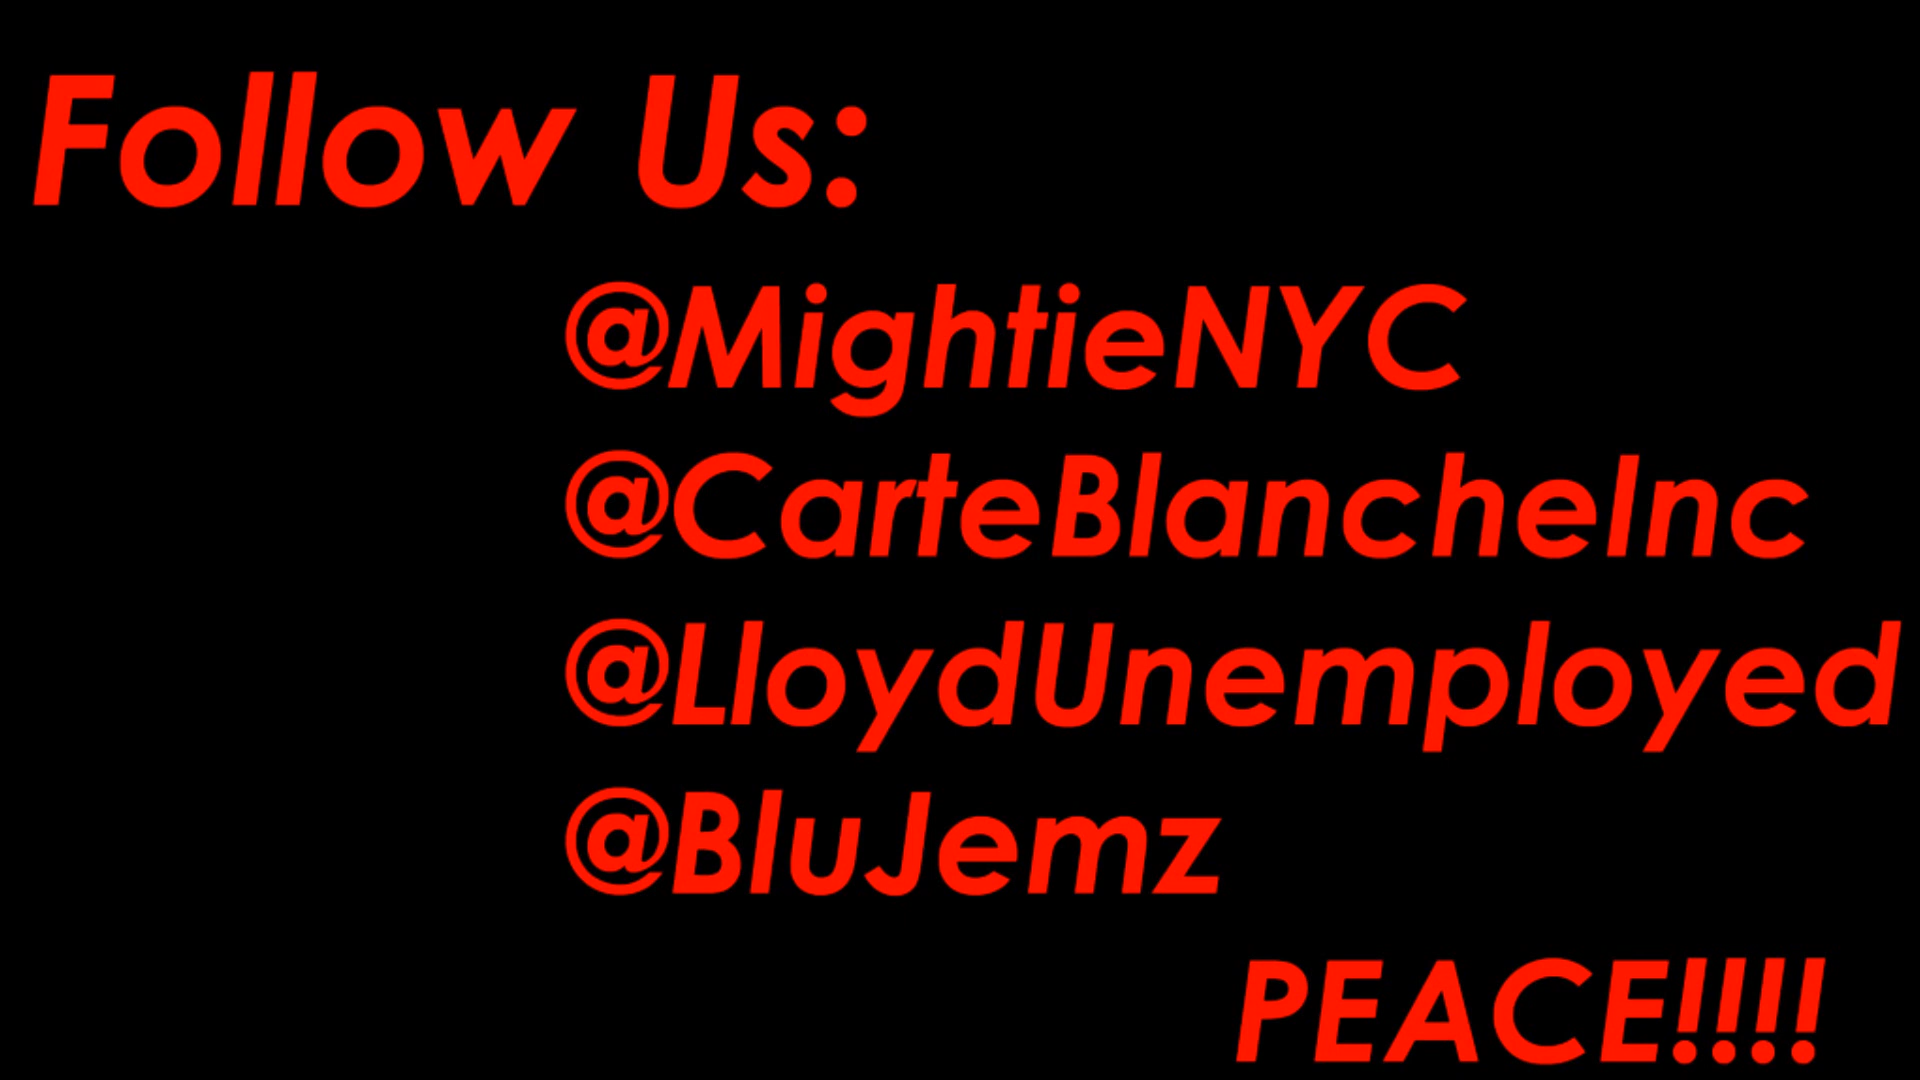 Follow Us:
@MightieNYC
@CarteBlancheInc
@LloydUnemployed
@BluJemz
PEACE!!!!